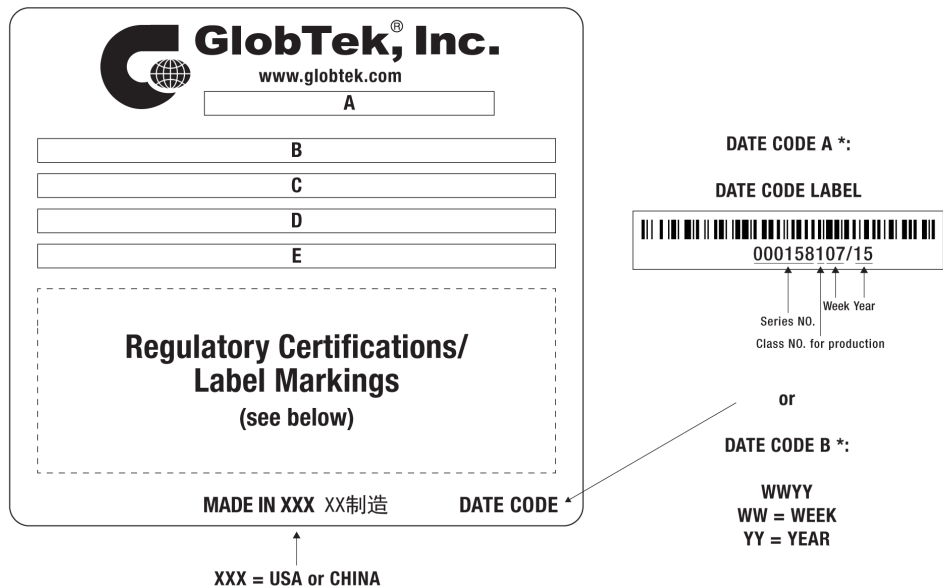 GlobTek,® Inc.
www.globtek.com
A
B
C
D
E
Regulatory Certifications/
Label Markings
(see below)
MADE IN XXX XX制造 DATE CODE
XXX = USA or CHINA
DATE CODE A *:
DATE CODE LABEL
000158107/15
Week Year
Series NO.
Class NO. for production
or
DATE CODE B *:
WWYY
WW = WEEK
YY = YEAR